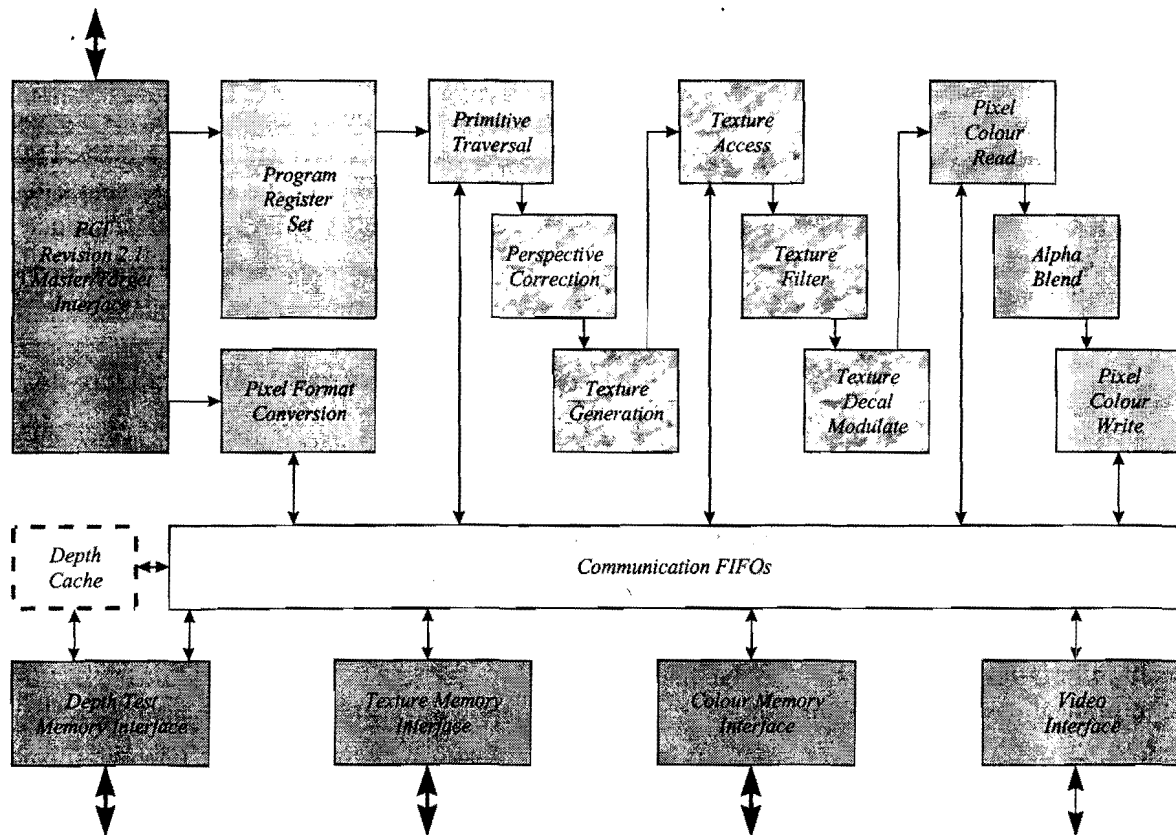 PCI
Revision 2.1
Master/Target
Interface
Program
Register
Set
Pixel Format
Conversion
Primitive
Traversal
Perspective
Correction
Texture
Generation
Texture
Access
Texture
Filter
Texture
Decal
Modulate
Pixel
Colour
Read
Alpha
Blend
Pixel
Colour
Write
Depth
Cache
Communication FIFOs
Depth Test
Memory Interface
Texture Memory
Interface
Colour Memory
Interface
Video
Interface